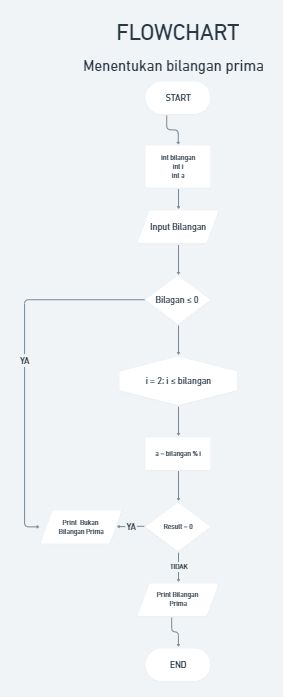 FLOWCHART
Menentukan bilangan prima
START
int bilangan
int i
int a
Input Bilangan
Bilagan ≤ 0
YA
i = 2; i ≤ bilangan
a = bilangan % i
Result = 0
YA
Print Bukan
Bilangan Prima
TIDAK
Print Bilangan
Prima
END